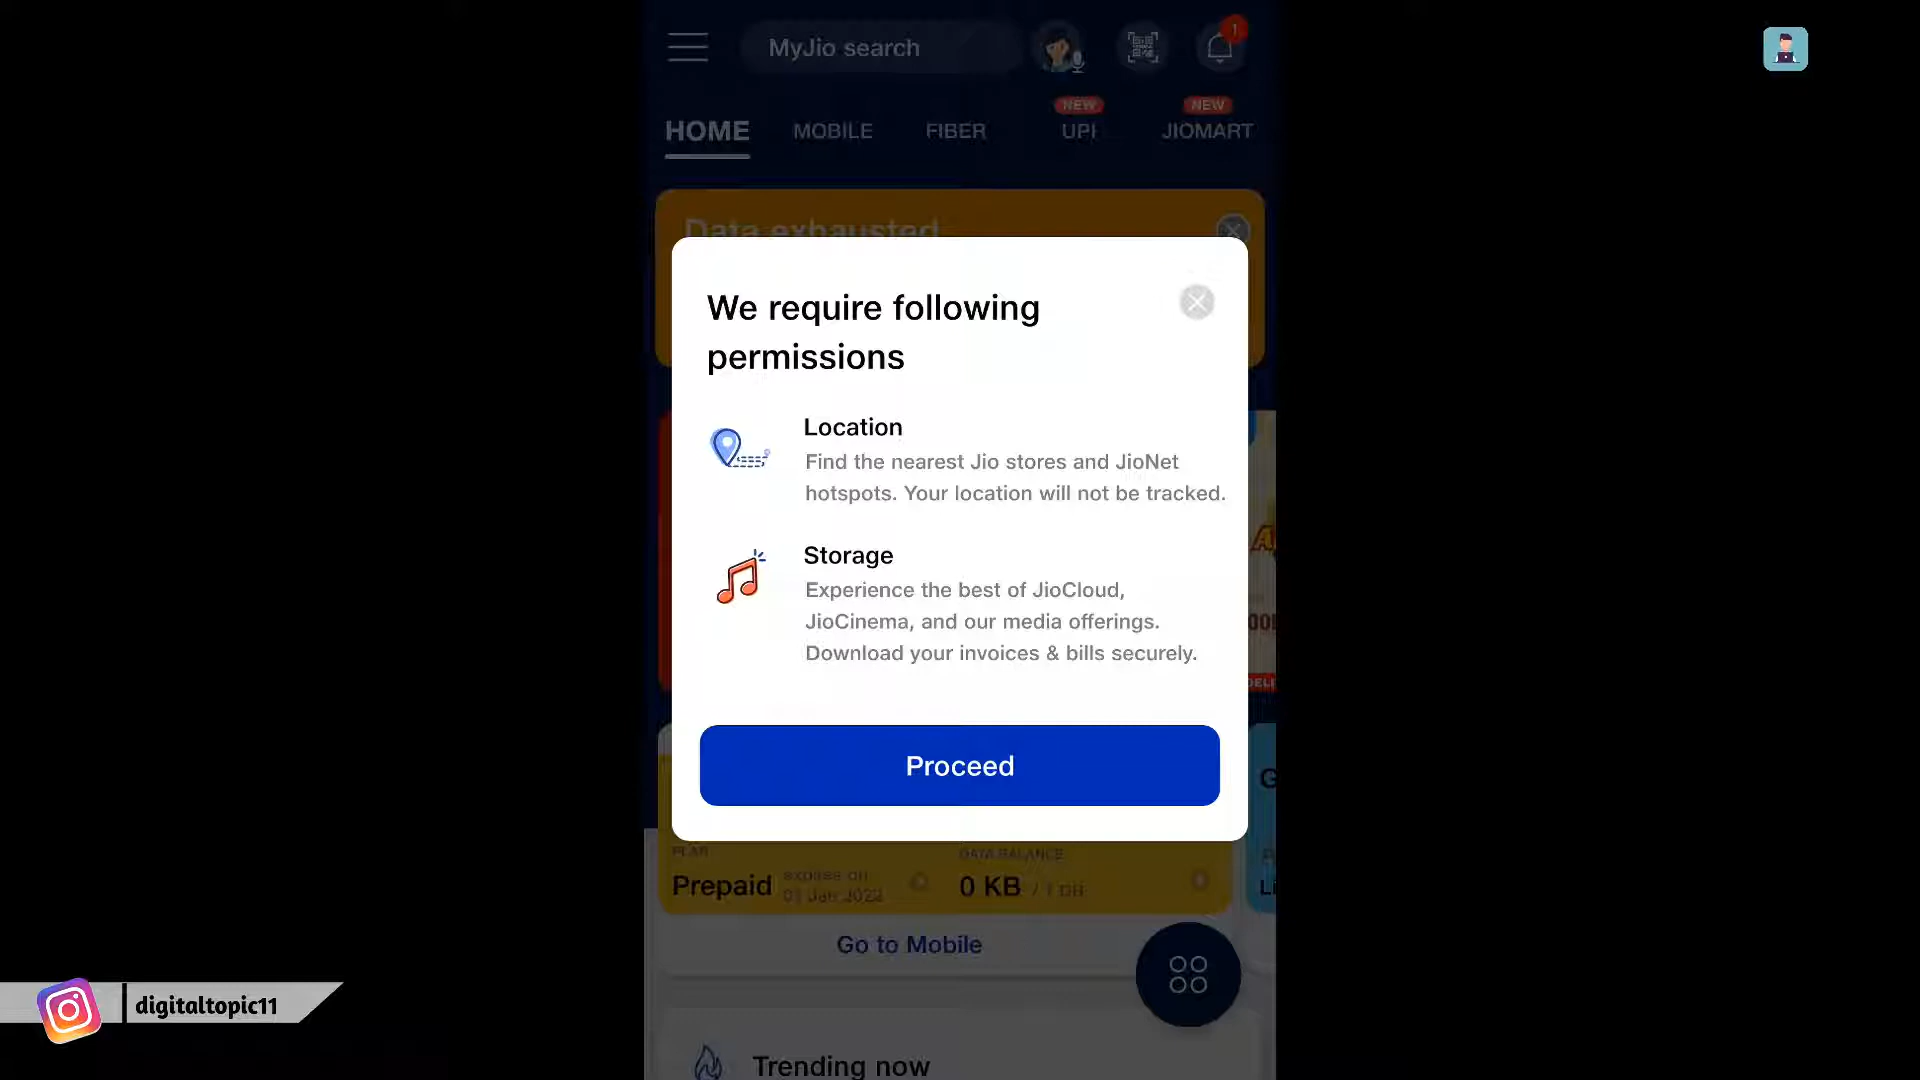 MyJio search
1
HOME
MOBILE
FIBER
NEW
UPI
NEW
JIOMART
Data exhausted
We require following
permissions
Location
Find the nearest Jio stores and JioNet
hotspots. Your location will not be tracked.
Storage
Experience the best of JioCloud,
JioCinema, and our media offerings.
Download your invoices & bills securely.
Proceed
PLAN
Prepaid
expires on
01 Jan 2022
DATA BALANCE
0 KB / 1 GB
Go to Mobile
digitaltopic11
Trending now